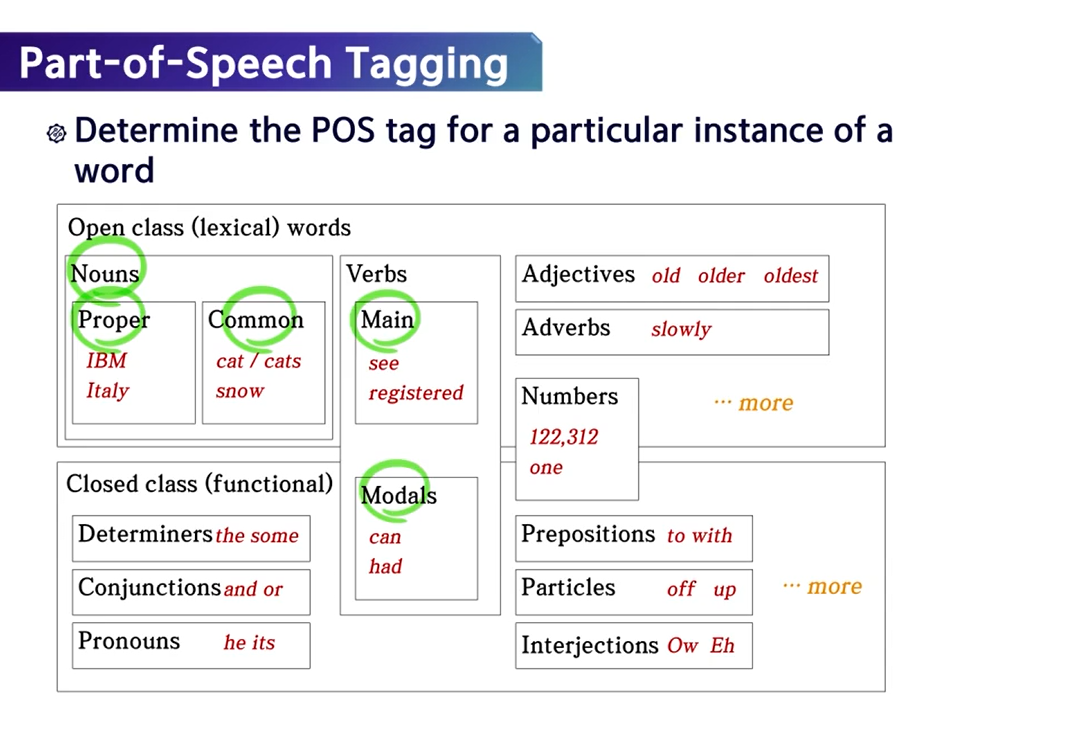 Part-of-Speech Tagging
Determine the POS tag for a particular instance of a
word
Open class (lexical) words
Nouns
Proper
IBM
Italy
Common
cat / cats
snow
Verbs
Main
see
registered
Adjectives old older oldest
Adverbs slowly
Numbers
122,312
one
··· more
Closed class (functional)
Determiners the some
Conjunctions and or
Pronouns he its
Modals
can
had
Prepositions to with
Particles off up
Interjections Ow Eh
··· more